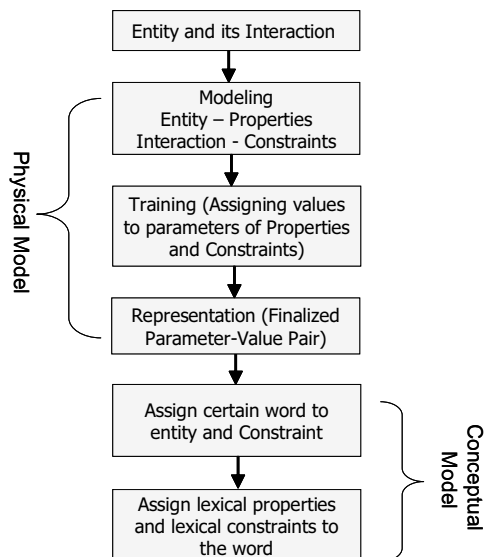 Entity and its Interaction
Modeling
Entity – Properties
Interaction - Constraints
Physical Model
Training (Assigning values
to parameters of Properties
and Constraints)
Representation (Finalized
Parameter-Value Pair)
Assign certain word to
entity and Constraint
Conceptual
Model
Assign lexical properties
and lexical constraints to
the word